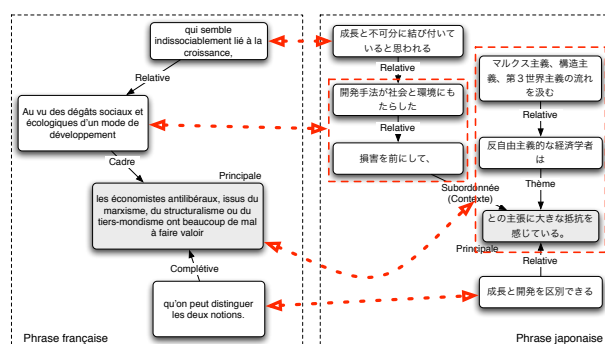 qui semble
indissociablement lié à la
croissance,
Relative
Au vu des dégâts sociaux et
écologiques d'un mode de
développement
Cadre
Principale
les économistes antilibéraux, issus du
marxisme, du structuralisme ou du
tiers-mondisme ont beaucoup de mal
à faire valoir
Complétive
qu'on peut distinguer
les deux notions.
Phrase française
成長と不可分に結び付いて
いると思われる
Relative
開発手法が社会と環境にも
たらした
Relative
損害を前にして、
Subordonnée
(Contexte)
マルクス主義、構造主
義、第3世界主義の流れ
を汲む
Relative
反自由主義的な経済学者
は
Thème
との主張に大きな抵抗を
感じている。
Principale
Relative
成長と開発を区別できる
Phrase japonaise